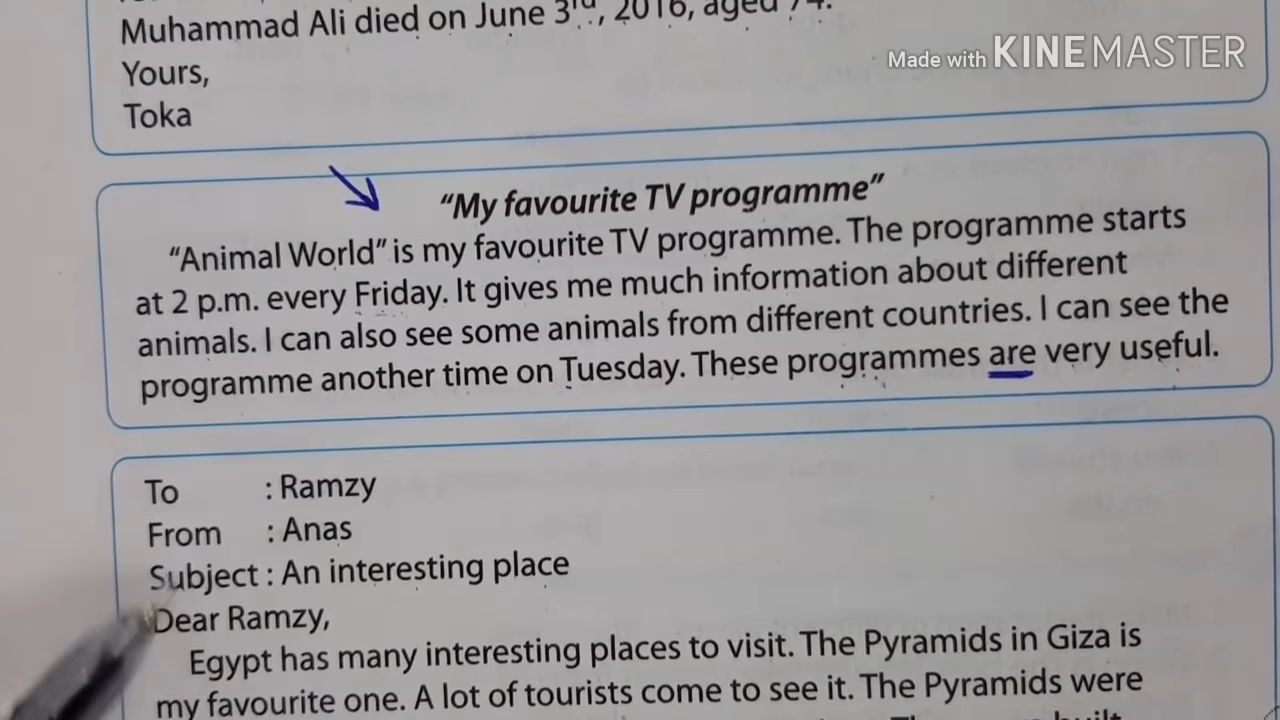 Muhammad Ali died on June 3rd, 2016, aged 74.
Made with KINEMASTER
Yours,
Toka
"My favourite TV programme"
"Animal World" is my favourite TV programme. The programme starts
at 2 p.m. every Friday. It gives me much information about different
animals. I can also see some animals from different countries. I can see the
programme another time on Tuesday. These programmes are very useful.
To : Ramzy
From : Anas
Subject : An interesting place
Dear Ramzy,
Egypt has many interesting places to visit. The Pyramids in Giza is
my favourite one. A lot of tourists come to see it. The Pyramids were